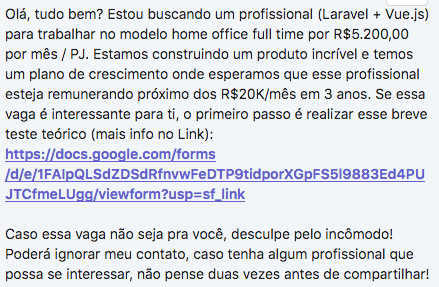 Olá, tudo bem? Estou buscando um profissional (Laravel + Vue.js)
para trabalhar no modelo home office full time por R$5.200,00
por mês / PJ. Estamos construindo um produto incrível e temos
um plano de crescimento onde esperamos que esse profissional
esteja remunerando próximo dos R$20K/mês em 3 anos. Se essa
vaga é interessante para ti, o primeiro passo é realizar esse breve
teste teórico (mais info no Link):
https://docs.google.com/forms
/d/e/1FAIpQLSdZDSdRfnvwFeDTP9tidporXGpFS5l9883Ed4PU
JTCfmeLUgg/viewform?usp=sf_link
Caso essa vaga não seja pra você, desculpe pelo incômodo!
Poderá ignorar meu contato, caso tenha algum profissional que
possa se interessar, não pense duas vezes antes de compartilhar!